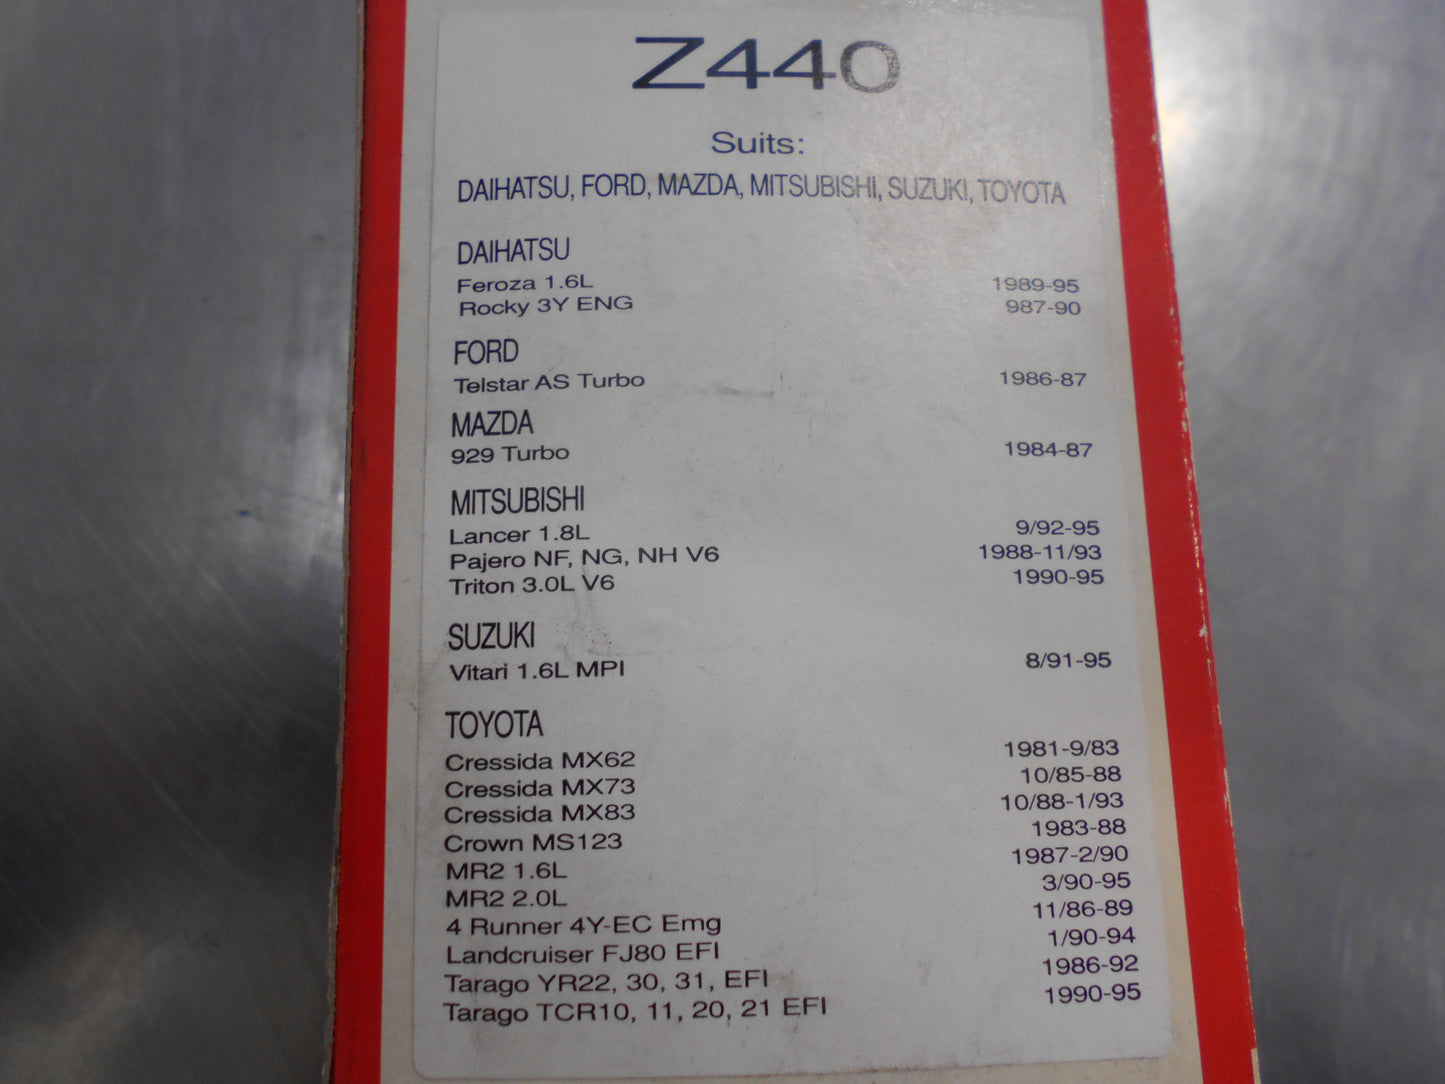 Z440
Suits:
DAIHATSU, FORD, MAZDA, MITSUBISHI, SUZUKI, TOYOTA
DAIHATSU
Feroza 1.6L 1989-95
Rocky 3Y ENG 987-90
FORD
Telstar AS Turbo 1986-87
MAZDA
929 Turbo 1984-87
MITSUBISHI
Lancer 1.8L 9/92-95
Pajero NF, NG, NH V6 1988-11/93
Triton 3.0L V6 1990-95
SUZUKI
Vitari 1.6L MPI 8/91-95
TOYOTA
Cressida MX62 1981-9/83
Cressida MX73 10/85-88
Cressida MX83 10/88-1/93
Crown MS123 1983-88
MR2 1.6L 1987-2/90
MR2 2.0L 3/90-95
4 Runner 4Y-EC Emg 11/86-89
Landcruiser FJ80 EFI 1/90-94
Tarago YR22, 30, 31, EFI 1986-92
Tarago TCR10, 11, 20, 21 EFI 1990-95